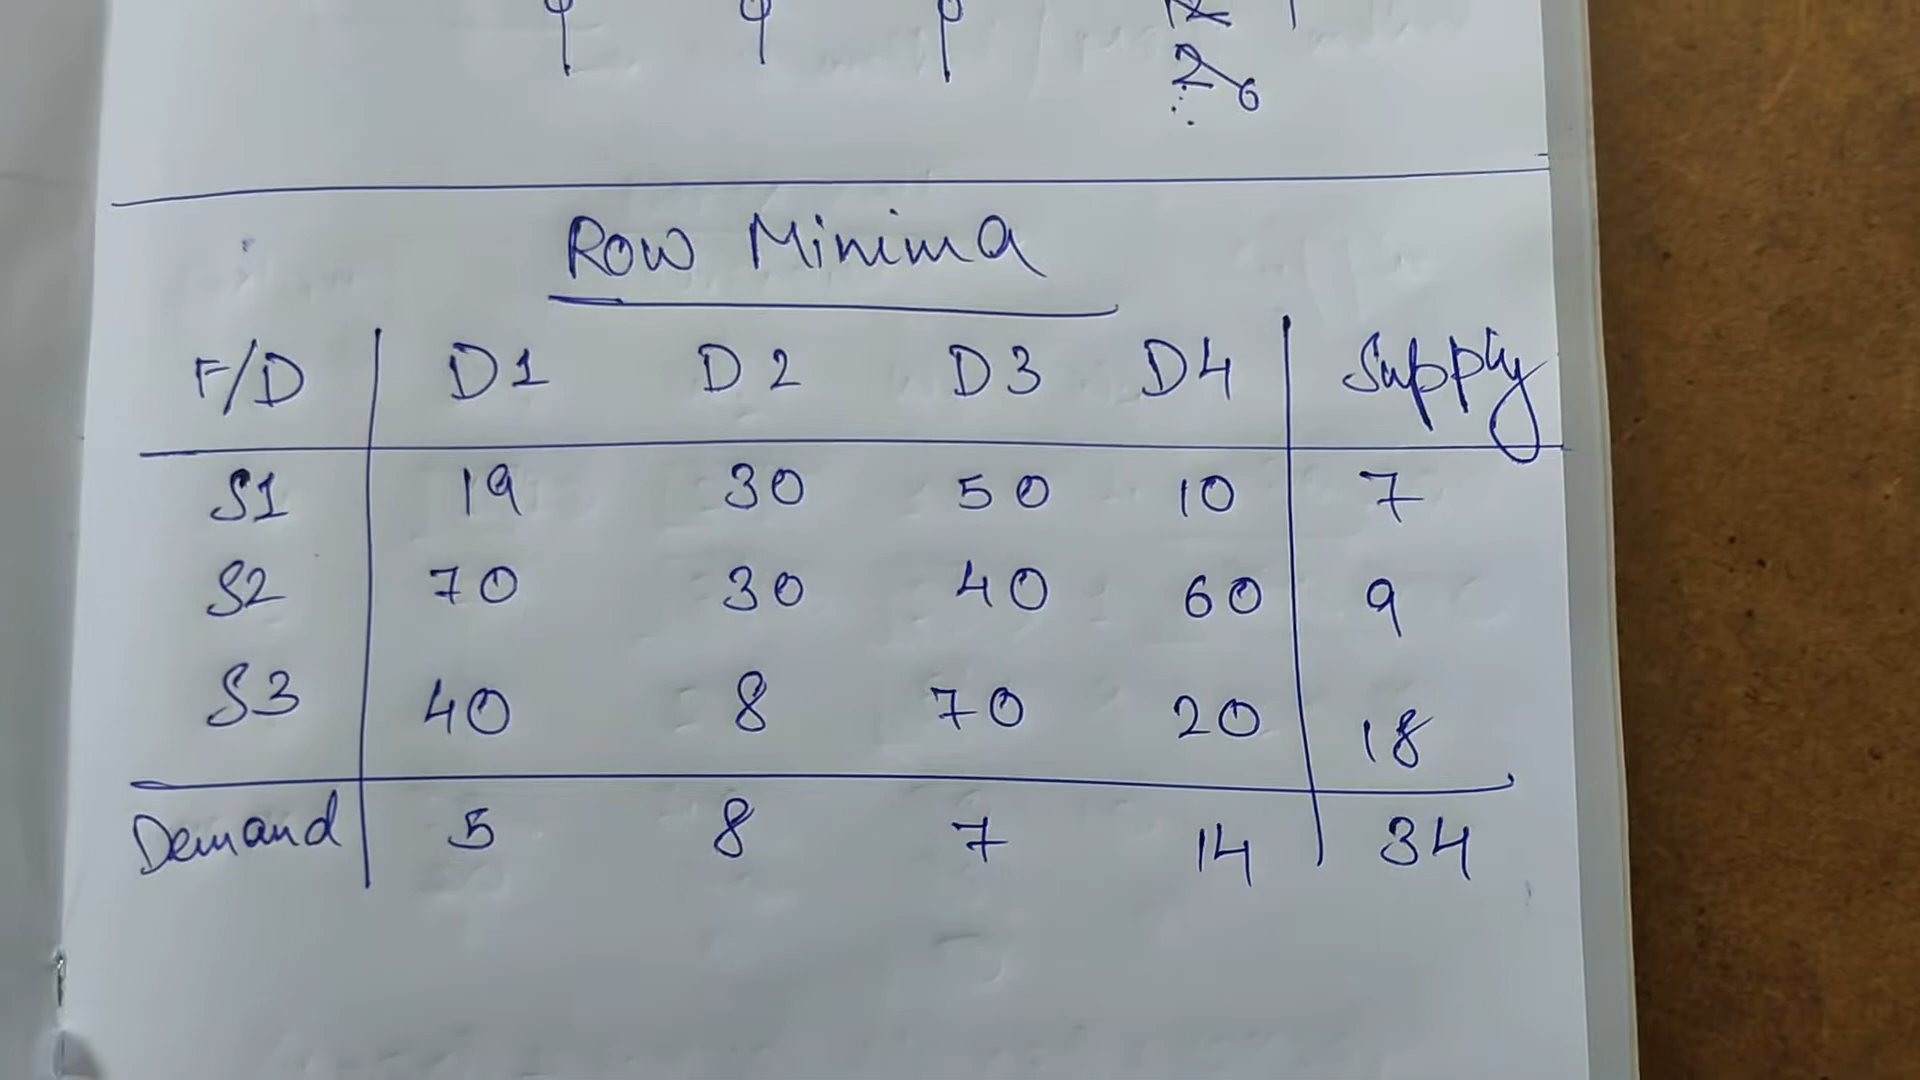 Row Minima
F/D D1 D2 D3 D4 Supply
S1 19 30 50 10 7
S2 70 30 40 60 9
S3 40 8 70 20 18
Demand 5 8 7 14 34